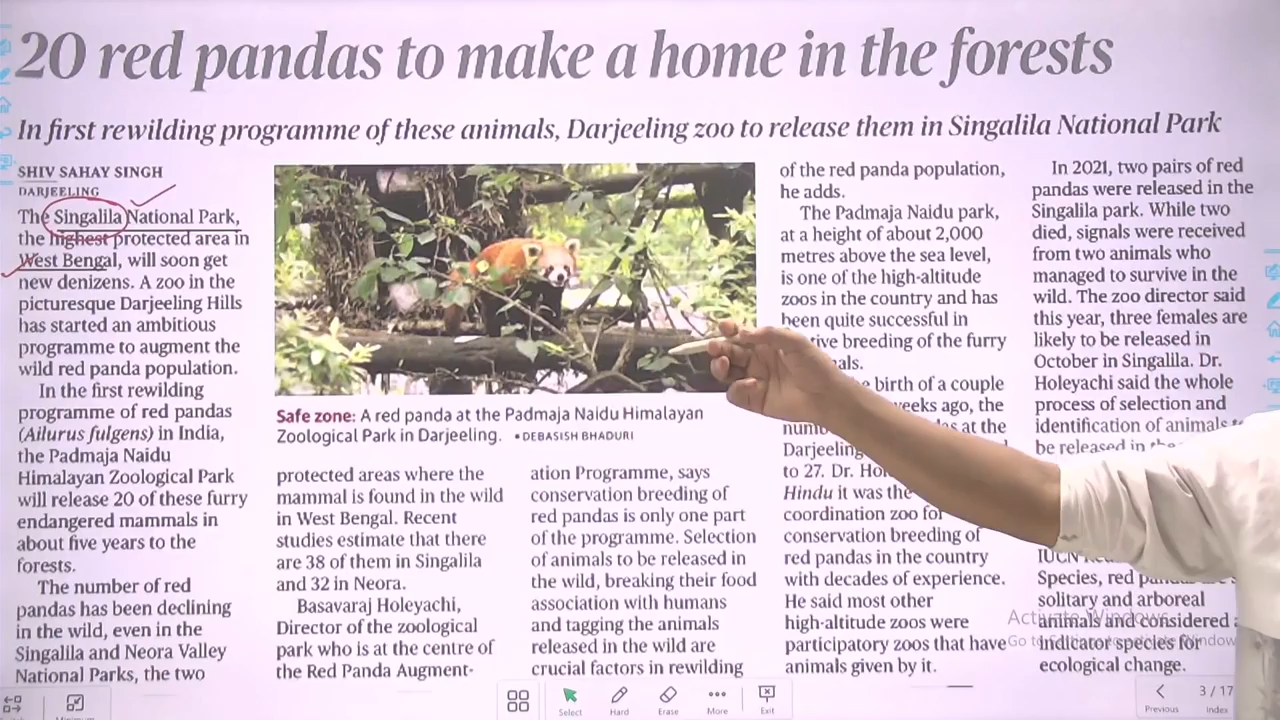 20 red pandas to make a home in the forests
In first rewilding programme of these animals, Darjeeling zoo to release them in Singalila National Park
SHIV SAHAY SINGH
DARJEELING
The Singalila National Park,
the highest protected area in
West Bengal, will soon get
new denizens. A zoo in the
picturesque Darjeeling Hills
has started an ambitious
programme to augment the
wild red panda population.
In the first rewilding
programme of red pandas
(Ailurus fulgens) in India,
the Padmaja Naidu
Himalayan Zoological Park
will release 20 of these furry
endangered mammals in
about five years to the
forests.
The number of red
pandas has been declining
in the wild, even in the
Singalila and Neora Valley
National Parks, the two
Safe zone: A red panda at the Padmaja Naidu Himalayan
Zoological Park in Darjeeling. • DEBASISH BHADURI
protected areas where the
mammal is found in the wild
in West Bengal. Recent
studies estimate that there
are 38 of them in Singalila
and 32 in Neora.
Basavaraj Holeyachi,
Director of the zoological
park who is at the centre of
the Red Panda Augment-
ation Programme, says
conservation breeding of
red pandas is only one part
of the programme. Selection
of animals to be released in
the wild, breaking their food
association with humans
and tagging the animals
released in the wild are
crucial factors in rewilding
of the red panda population,
he adds.
The Padmaja Naidu park,
at a height of about 2,000
metres above the sea level,
is one of the high-altitude
zoos in the country and has
been quite successful in
breeding of the furry
birth of a couple
weeks ago, the
at the
Darjeeling
to 27. Dr.
Hindu it was the
coordination zoo for
conservation breeding of
red pandas in the country
with decades of experience.
He said most other
high-altitude zoos were
participatory zoos that have
animals given by it.
In 2021, two pairs of red
pandas were released in the
Singalila park. While two
died, signals were received
from two animals who
managed to survive in the
wild. The zoo director said
this year, three females are
likely to be released in
October in Singalila. Dr.
Holeyachi said the whole
process of selection and
identification of animals to
be released in
IUCN
Species, red
solitary and arboreal
animals and considered
indicator species for
ecological change.
Activate Windows
Go to Settings to activate Window
Select
Hard
Erase
More
Exit
Previous
3 / 17
Index